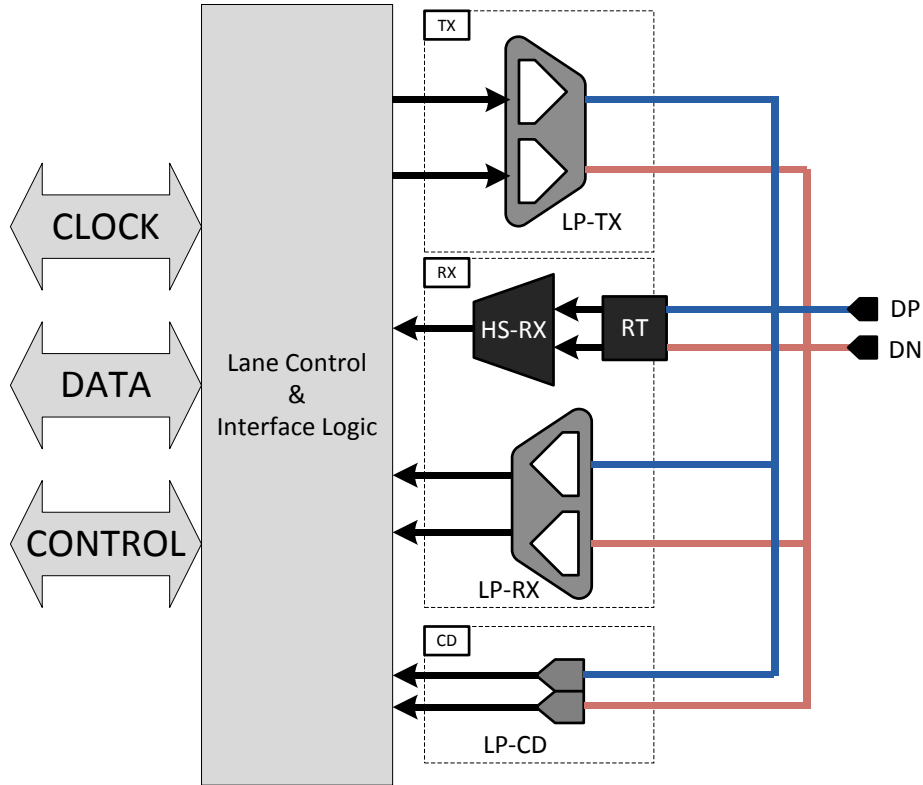 TX
LP-TX
CLOCK
RX
HS-RX
RT
DP
DN
DATA
Lane Control
&
Interface Logic
CONTROL
LP-RX
CD
LP-CD